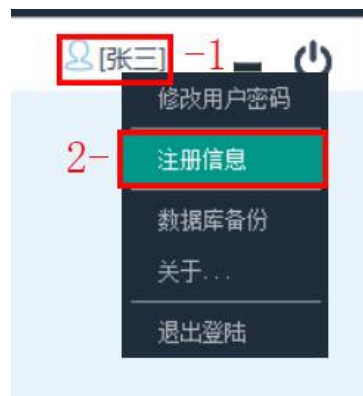 [张三] -1
修改用户密码
2- 注册信息
数据库备份
关于...
退出登陆